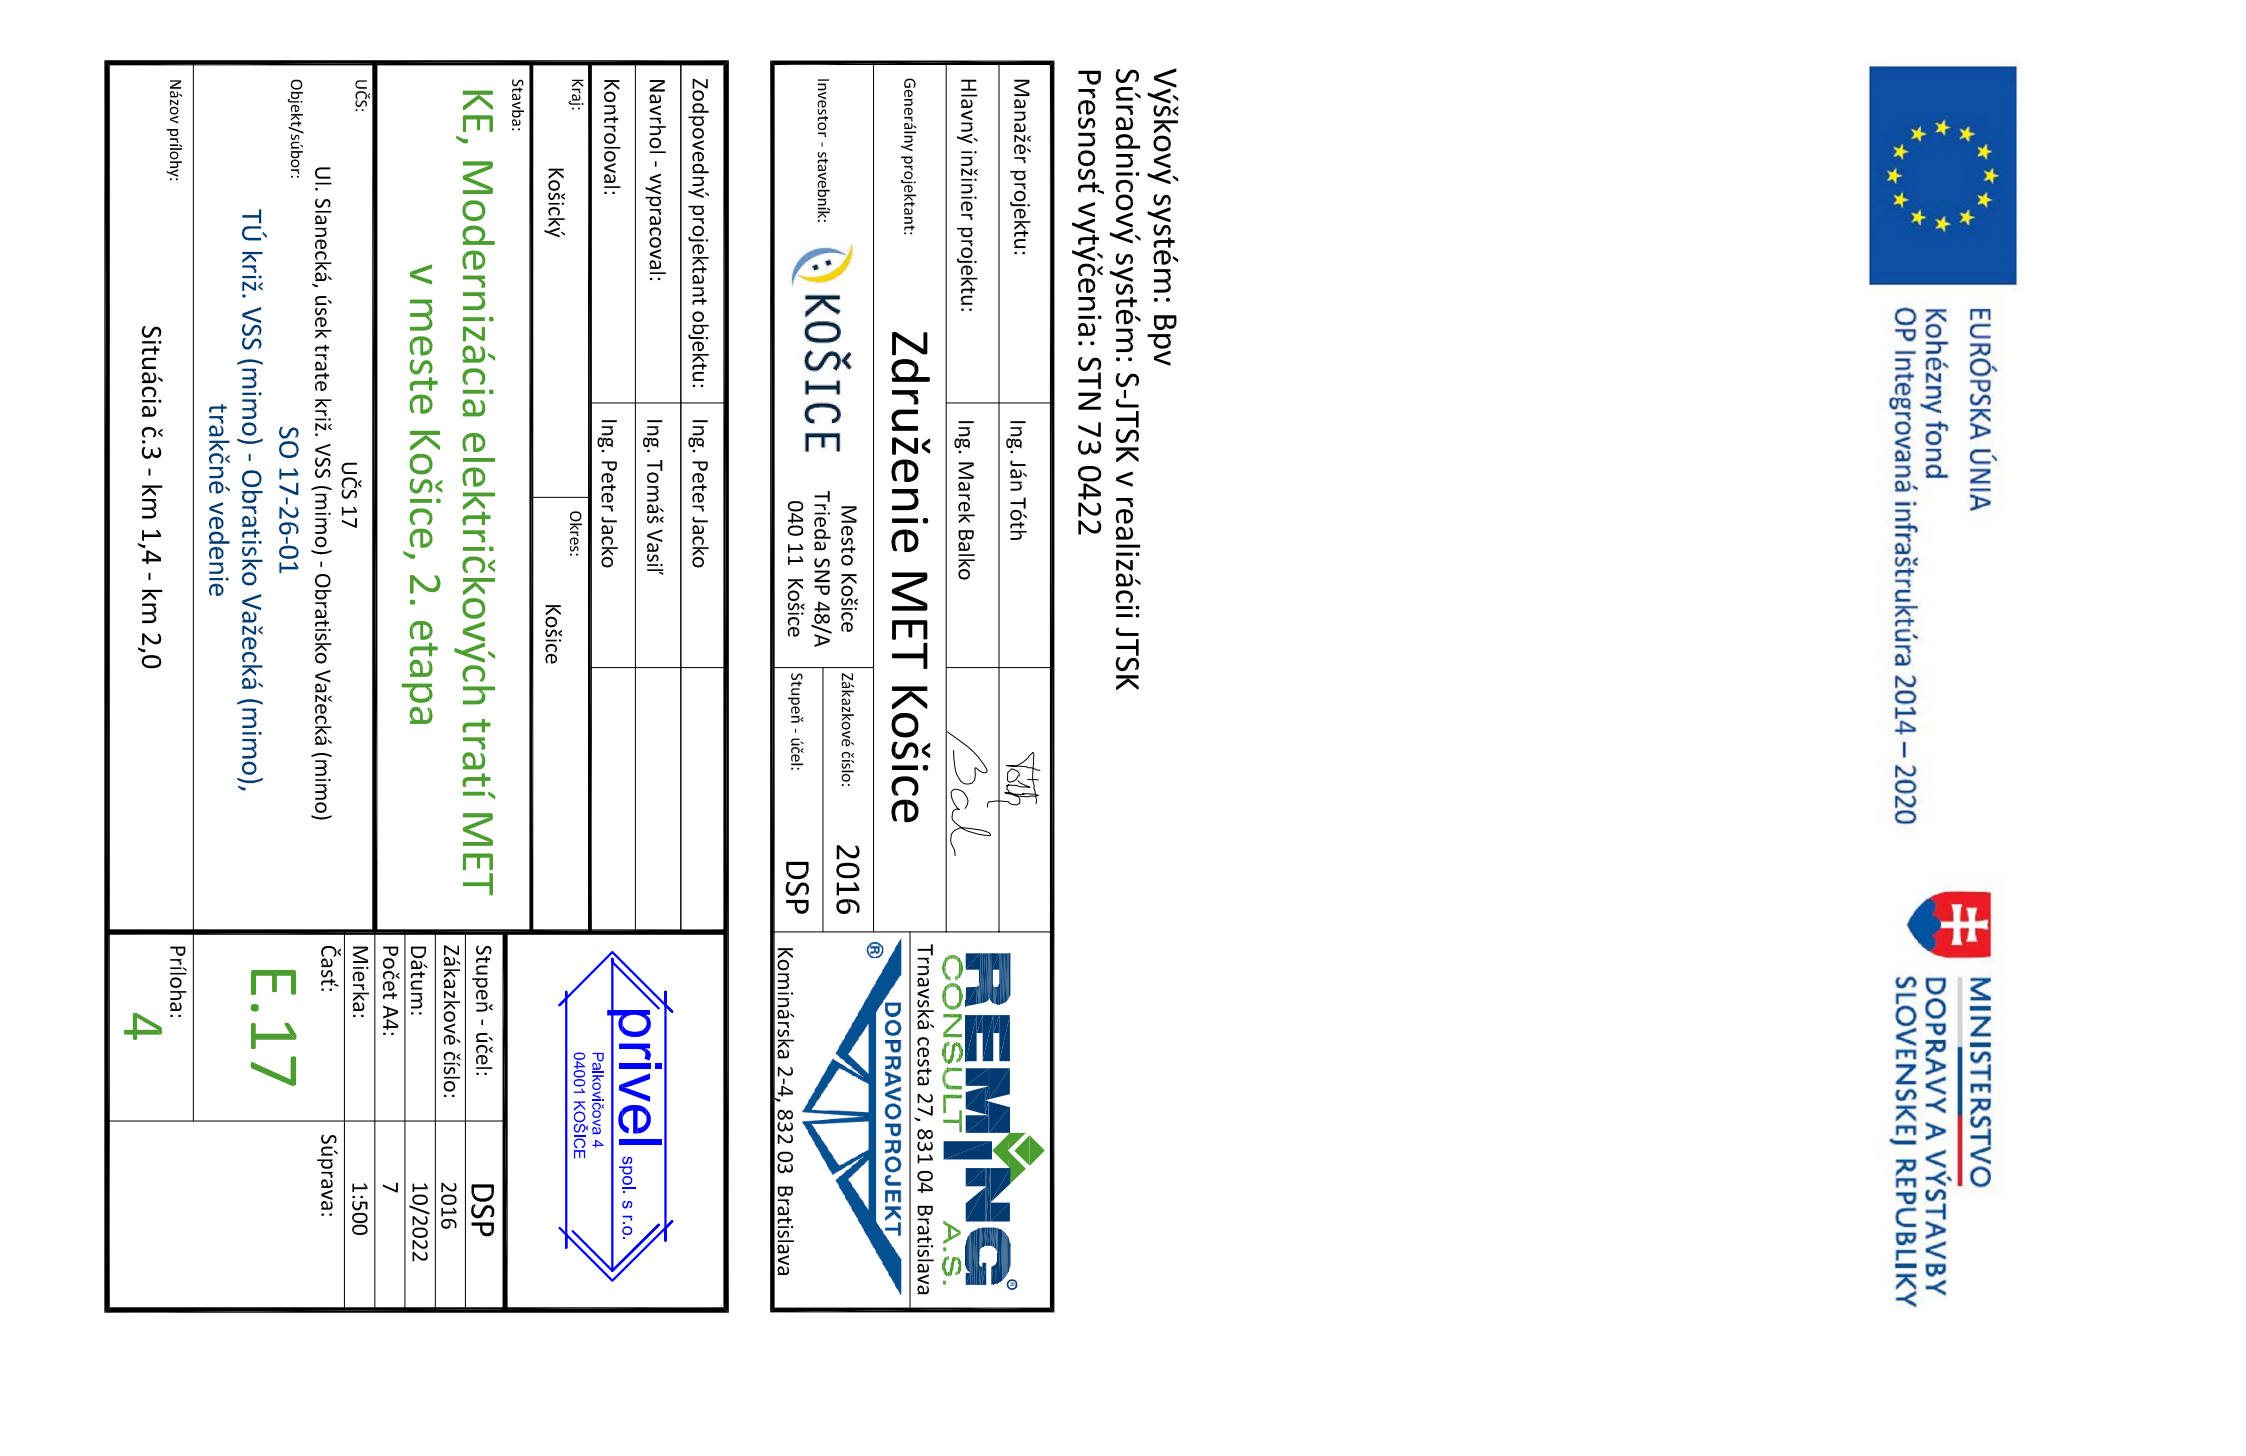 EURÓPSKA ÚNIA
Kohézny fond
OP Integrovaná infraštruktúra 2014 – 2020
MINISTERSTVO
DOPRAVY A VÝSTAVBY
SLOVENSKEJ REPUBLIKY
Výškový systém: Bpv
Súradnicový systém: S-JTSK v realizácii JTSK
Presnosť vytýčenia: STN 73 0422
Manažér projektu: Ing. Ján Tóth Tóth
Hlavný inžinier projektu: Ing. Marek Balko Bal
Generálny projektant:
Združenie MET Košice
Investor - stavebník:
KOŠICE
Mesto Košice
Trieda SNP 48/A
040 11 Košice
Zákazkové číslo: 2016
Stupeň - účel: DSP
REMING
CONSULT A.S.
®
Trnavská cesta 27, 831 04 Bratislava
DOPRAVOPROJEKT
®
Kominárska 2-4, 832 03 Bratislava
Zodpovedný projektant objektu: Ing. Peter Jacko
Navrhol - vypracoval: Ing. Tomáš Vasiľ
Kontroloval: Ing. Peter Jacko
Kraj: Košický
Okres: Košice
Stavba:
KE, Modernizácia električkových tratí MET
v meste Košice, 2. etapa
UČS:
UČS 17
Ul. Slanecká, úsek trate križ. VSS (mimo) - Obratisko Važecká (mimo)
Objekt/súbor:
SO 17-26-01
TÚ križ. VSS (mimo) - Obratisko Važecká (mimo),
trakčné vedenie
Názov prílohy:
Situácia č.3 - km 1,4 - km 2,0
privel spol. s r.o.
Palkovičova 4
04001 KOŠICE
Stupeň - účel: DSP
Zákazkové číslo: 2016
Dátum: 10/2022
Počet A4: 7
Mierka: 1:500
Časť:
E.17
Súprava:
Príloha:
4